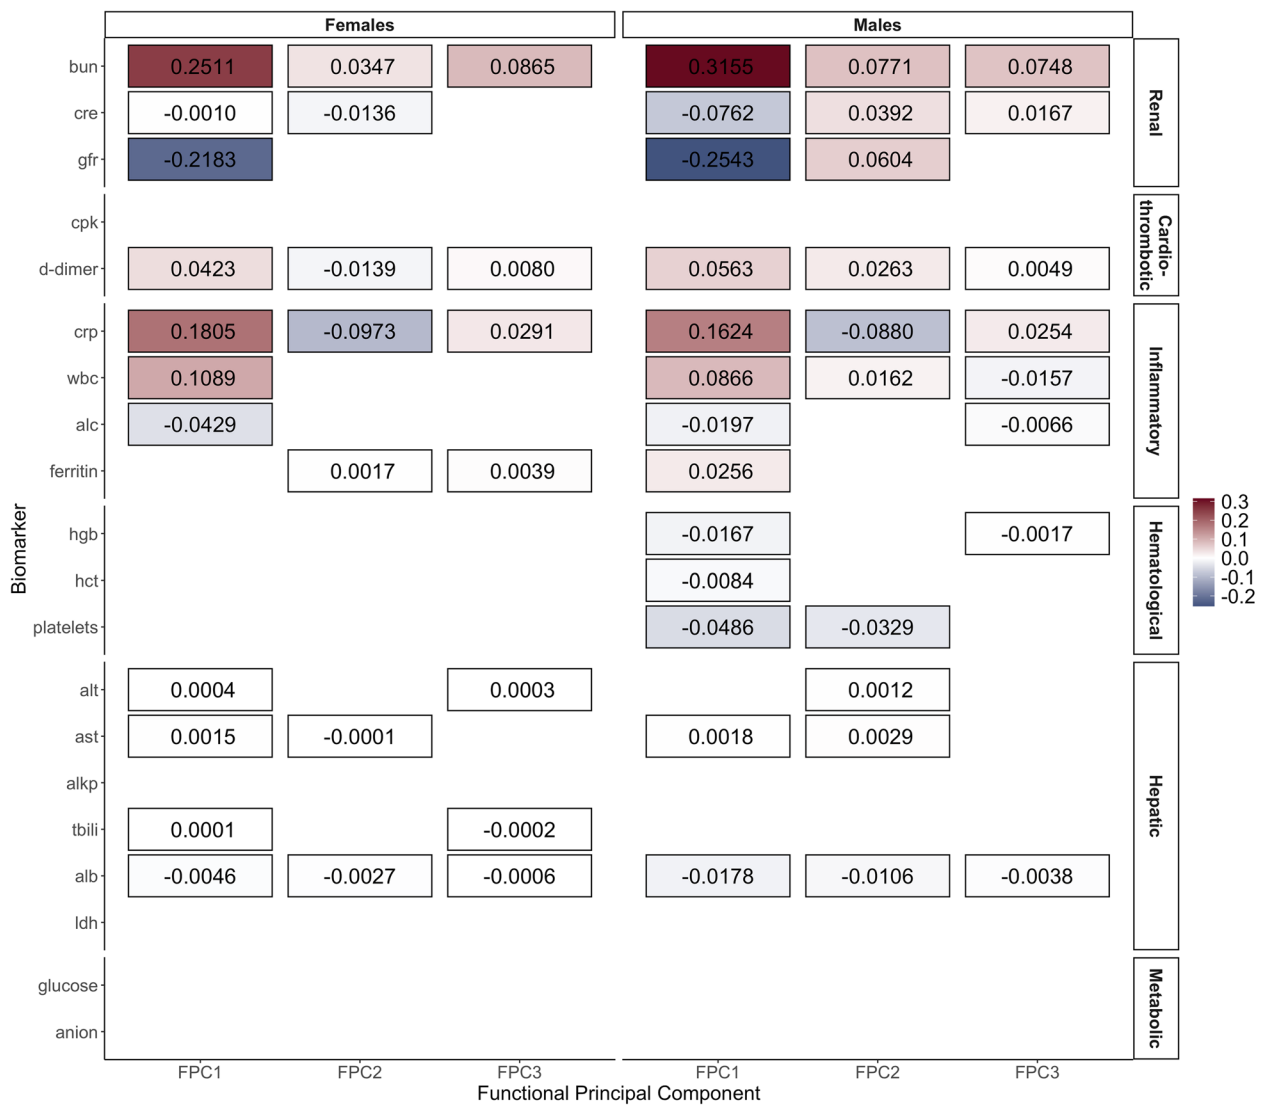 Females Males
bun 0.2511 0.0347 0.0865 0.3155 0.0771 0.0748
cre -0.0010 -0.0136 -0.0762 0.0392 0.0167
gfr -0.2183 -0.2543 0.0604
Renal
cpk
d-dimer 0.0423 -0.0139 0.0080 0.0563 0.0263 0.0049
Cardio-
thrombotic
crp 0.1805 -0.0973 0.0291 0.1624 -0.0880 0.0254
wbc 0.1089 0.0866 0.0162 -0.0157
alc -0.0429 -0.0197 -0.0066
ferritin 0.0017 0.0039 0.0256
Inflammatory
hgb -0.0167 -0.0017
hct -0.0084
platelets -0.0486 -0.0329
Hematological
alt 0.0004 0.0003 0.0012
ast 0.0015 -0.0001 0.0018 0.0029
alkp
tbili 0.0001 -0.0002
alb -0.0046 -0.0027 -0.0006 -0.0178 -0.0106 -0.0038
ldh
Hepatic
glucose
anion
Metabolic
FPC1 FPC2 FPC3 FPC1 FPC2 FPC3
Functional Principal Component
Biomarker
0.3
0.2
0.1
0.0
-0.1
-0.2